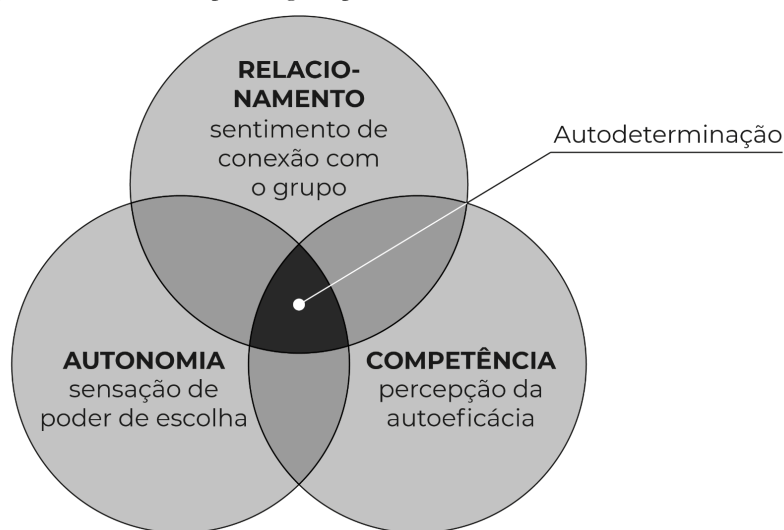 RELACIO-
NAMENTO
sentimento de
conexão com
o grupo
Autodeterminação
AUTONOMIA
sensação de
poder de escolha
COMPETÊNCIA
percepção da
autoeficácia